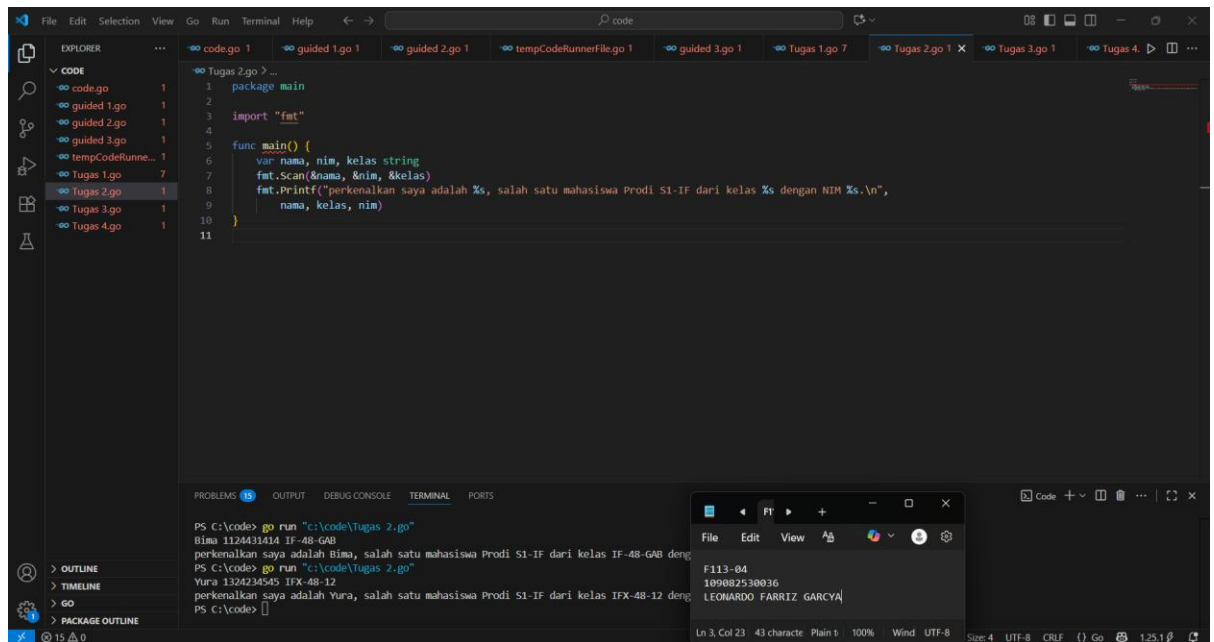 File Edit Selection View Go Run Terminal Help
code
EXPLORER
code.go 1
guided 1.go 1
guided 2.go 1
tempCodeRunnerFile.go 1
guided 3.go 1
Tugas 1.go 7
Tugas 2.go 1
Tugas 3.go 1
Tugas 4.
CODE
code.go 1
guided 1.go 1
guided 2.go 1
guided 3.go 1
tempCodeRunne... 1
Tugas 1.go 7
Tugas 2.go 1
Tugas 3.go 1
Tugas 4.go 1
OUTLINE
TIMELINE
GO
PACKAGE OUTLINE
Tugas 2.go > ...
1 package main
2
3 import "fmt"
4
5 func main() {
6 var nama, nim, kelas string
7 fmt.Scan(&nama, &nim, &kelas)
8 fmt.Printf("perkenalkan saya adalah %s, salah satu mahasiswa Prodi S1-IF dari kelas %s dengan NIM %s.\n",
9 nama, kelas, nim)
10 }
11
PROBLEMS 15 OUTPUT DEBUG CONSOLE TERMINAL PORTS
Code
PS C:\code> go run "c:\code\Tugas 2.go"
Bima 1124431414 IF-48-GAB
perkenalkan saya adalah Bima, salah satu mahasiswa Prodi S1-IF dari kelas IF-48-GAB deng
PS C:\code> go run "c:\code\Tugas 2.go"
Yura 1324234545 IFX-48-12
perkenalkan saya adalah Yura, salah satu mahasiswa Prodi S1-IF dari kelas IFX-48-12 deng
PS C:\code>
F1
File Edit View
F113-04
109082530036
LEONARDO FARRIZ GARCYA
Ln 3, Col 23 43 characte Plain t 100% Wind UTF-8
15 0
Size: 4 UTF-8 CRLF {} Go 1.25.1